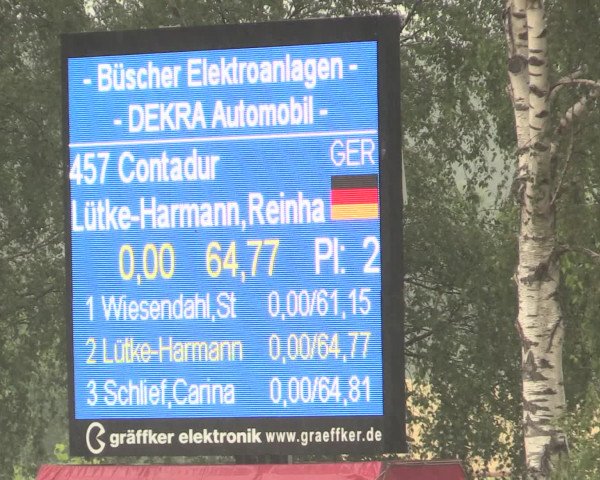 - Büscher Elektroanlagen -
- DEKRA Automobil -
457 Contadur GER
Lütke-Harmann,Reinha
0,00 64,77 Pl: 2
1 Wiesendahl,St 0,00/61,15
2 Lütke-Harmann 0,00/64,77
3 Schlief,Carina 0,00/64,81
gräffker elektronik www.graeffker.de